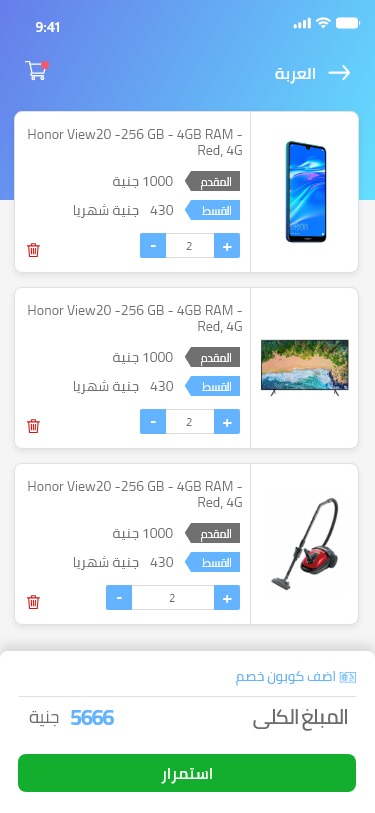 9:41
العربة
Honor View20 -256 GB - 4GB RAM -
Red, 4G
المقدم 1000 جنية
القسط 430 جنية شهريا
- 2 +
Honor View20 -256 GB - 4GB RAM -
Red, 4G
المقدم 1000 جنية
القسط 430 جنية شهريا
- 2 +
Honor View20 -256 GB - 4GB RAM -
Red, 4G
المقدم 1000 جنية
القسط 430 جنية شهريا
- 2 +
اضف كوبون خصم
المبلغ الكلى 5666 جنية
استمرار